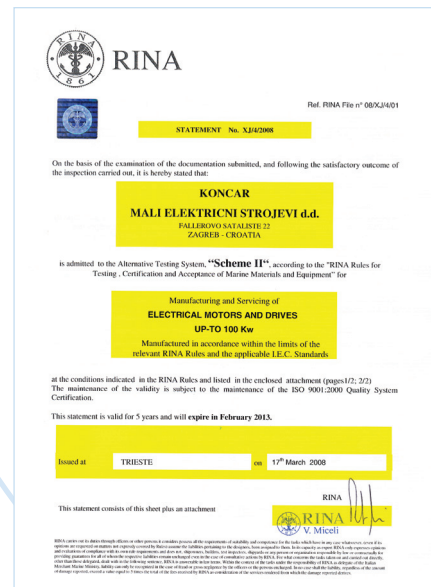 RINA
1861
RINA
Ref. RINA File n° 08/XJ/4/01
STATEMENT No. XJ/4/2008
On the basis of the examination of the documentation submitted, and following the satisfactory outcome of
the inspection carried out, it is hereby stated that:
KONCAR
MALI ELEKTRICNI STROJEVI d.d.
FALLEROVO SATALISTE 22
ZAGREB - CROATIA
is admitted to the Alternative Testing System, "Scheme II", according to the "RINA Rules for
Testing , Certification and Acceptance of Marine Materials and Equipment" for
Manufacturing and Servicing of
ELECTRICAL MOTORS AND DRIVES
UP-TO 100 Kw
Manufactured in accordance within the limits of the
relevant RINA Rules and the applicable I.E.C. Standards
at the conditions indicated in the RINA Rules and listed in the enclosed attachment (pages1/2; 2/2)
The maintenance of the validity is subject to the maintenance of the ISO 9001:2000 Quality System
Certification.
This statement is valid for 5 years and will expire in February 2013.
Issued at TRIESTE on 17th March 2008
RINA
This statement consists of this sheet plus an attachment
RINA
V. Miceli